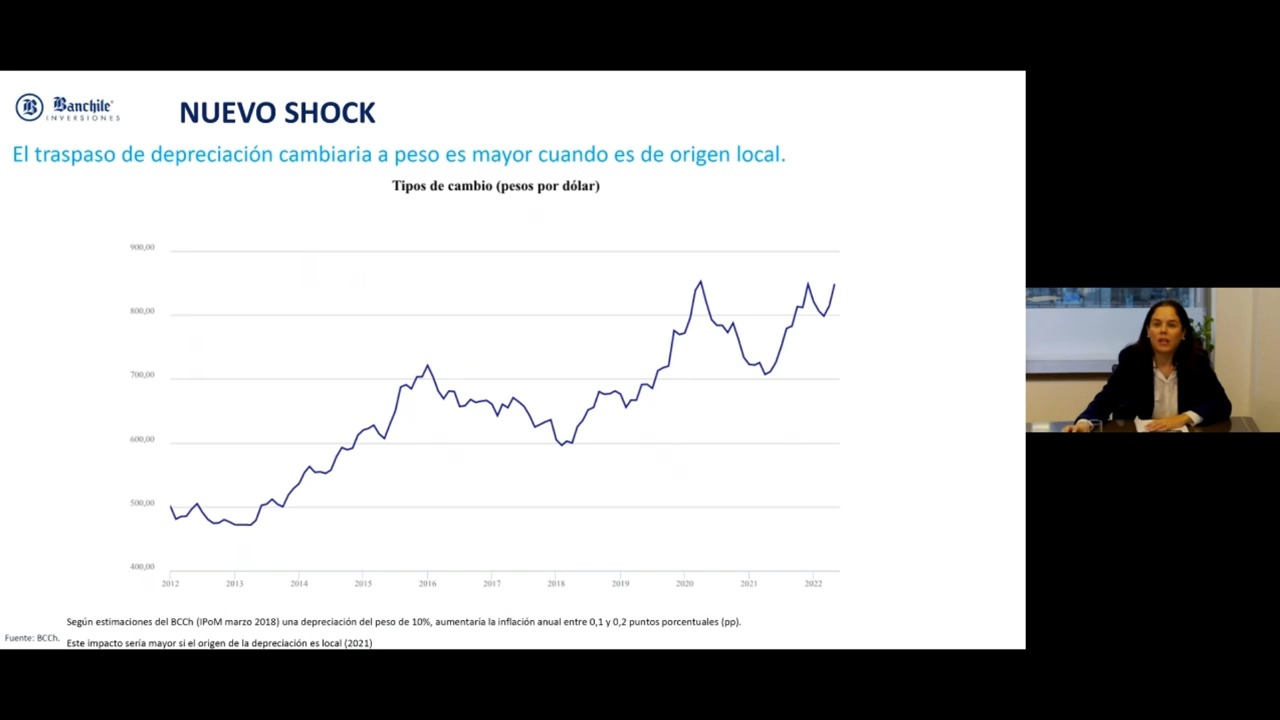 Banchile
INVERSIONES
NUEVO SHOCK
El traspaso de depreciación cambiaria a peso es mayor cuando es de origen local.
Tipos de cambio (pesos por dólar)
900,00
800,00
700,00
600,00
500,00
400,00
2012 2013 2014 2015 2016 2017 2018 2019 2020 2021 2022
Según estimaciones del BCCh (IPoM marzo 2018) una depreciación del peso de 10%, aumentaría la inflación anual entre 0,1 y 0,2 puntos porcentuales (pp).
Fuente: BCCh.
Este impacto sería mayor si el origen de la depreciación es local (2021)